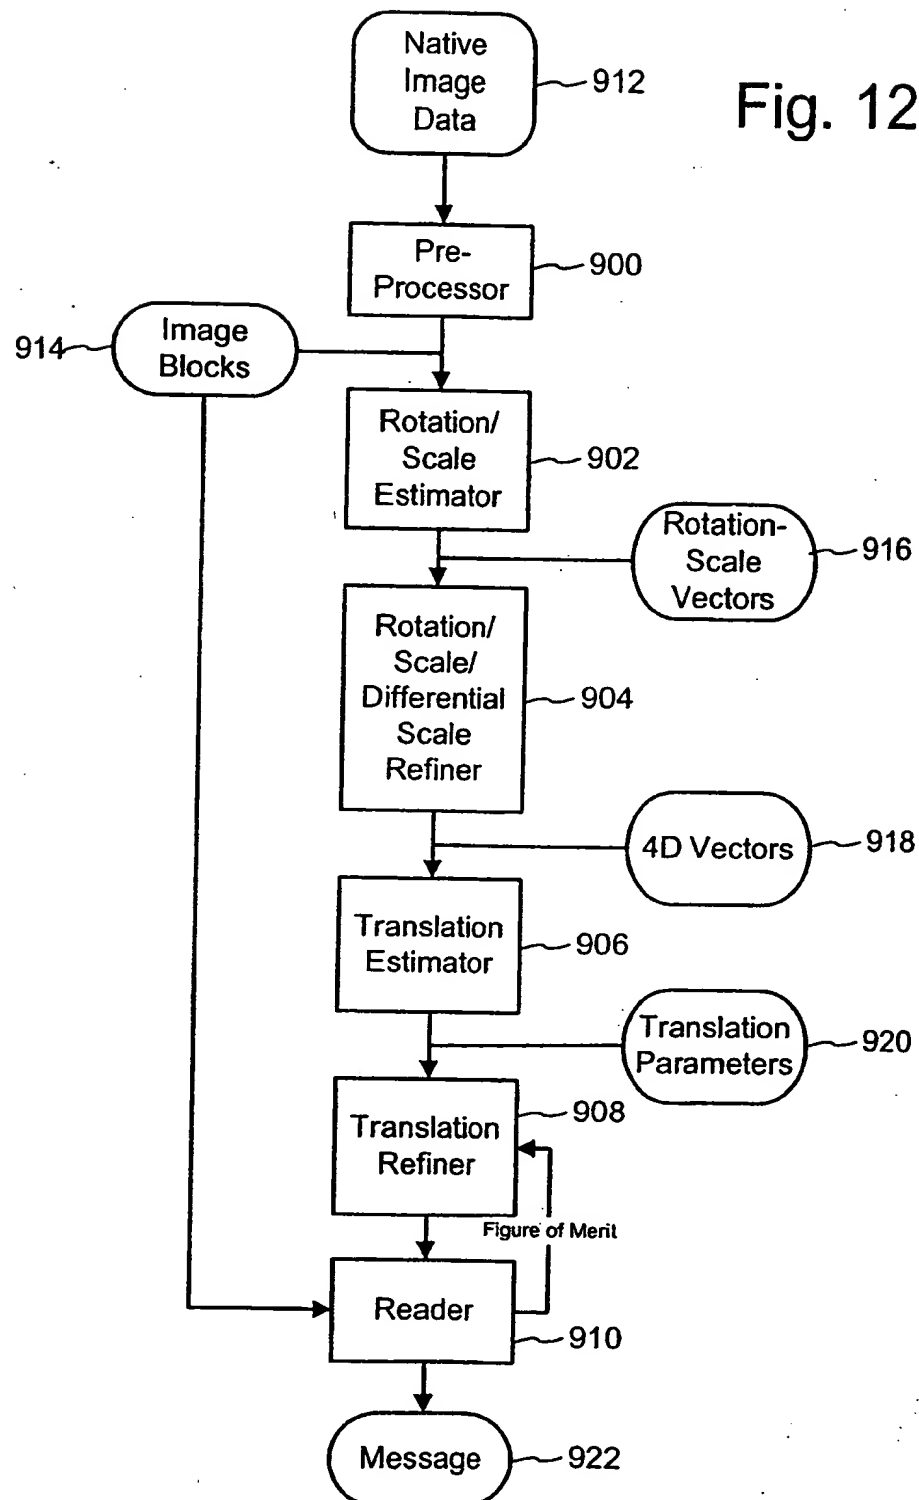 Native
Image
Data
912
Fig. 12
Pre-
Processor
900
914
Image
Blocks
Rotation/
Scale
Estimator
902
Rotation-
Scale
Vectors
916
Rotation/
Scale/
Differential
Scale
Refiner
904
4D Vectors
918
Translation
Estimator
906
Translation
Parameters
920
Translation
Refiner
908
Figure of Merit
Reader
910
Message
922